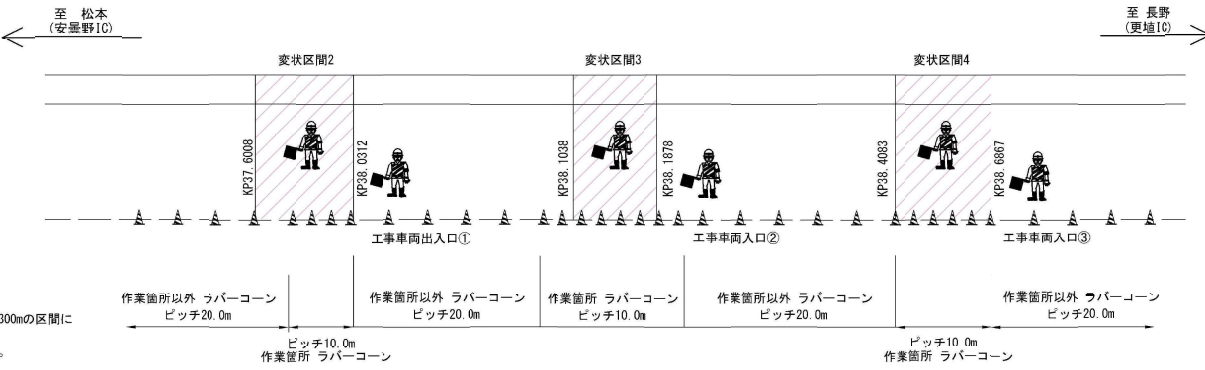 至 松本
(安曇野IC)
至 長野
(更埴IC)
変状区間2
変状区間3
変状区間4
KP37.6008
KP38.0312
KP38.1038
KP38.1878
KP38.4083
KP38.6867
工事車両出入口①
工事車両入口②
工事車両入口③
作業箇所以外 ラバーコーン
ピッチ20.0m
作業箇所以外 ラバーコーン
ピッチ20.0m
作業箇所 ラバーコーン
ピッチ10.0m
作業箇所以外 ラバーコーン
ピッチ20.0m
作業箇所以外 ラバーコーン
ピッチ20.0m
300mの区間に
。
ピッチ10.0m
作業箇所 ラバーコーン
ピッチ10.0m
作業箇所 ラバーコーン